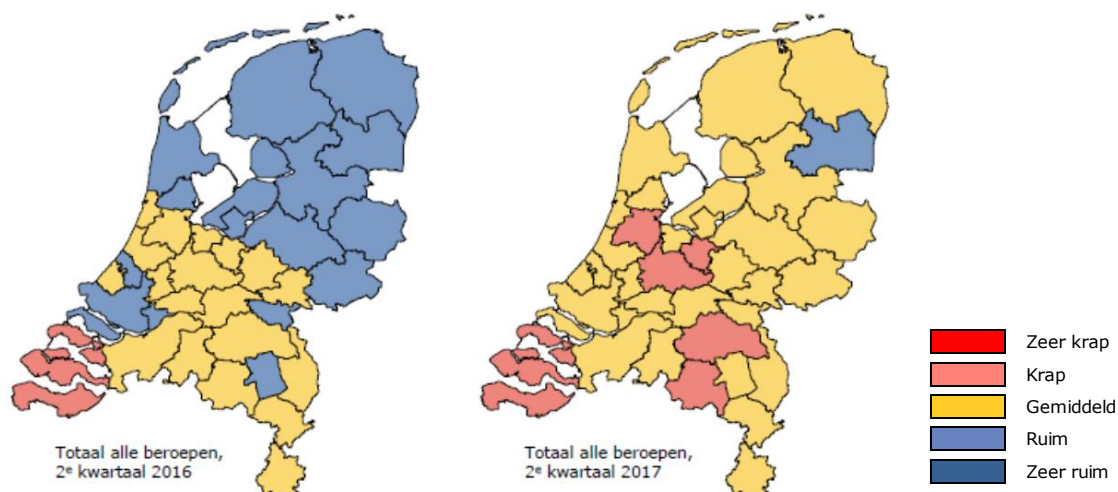 Totaal alle beroepen,
2e kwartaal 2016
Totaal alle beroepen,
2e kwartaal 2017
Zeer krap
Krap
Gemiddeld
Ruim
Zeer ruim